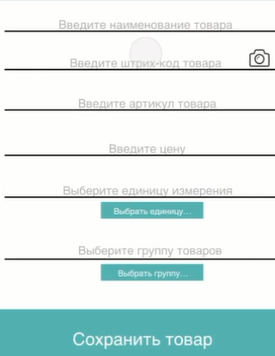 Введите наименование товара
Введите штрих-код товара
Введите артикул товара
Введите цену
Выберите единицу измерения
Выбрать единицу...
Выберите группу товаров
Выбрать группу...
Сохранить товар